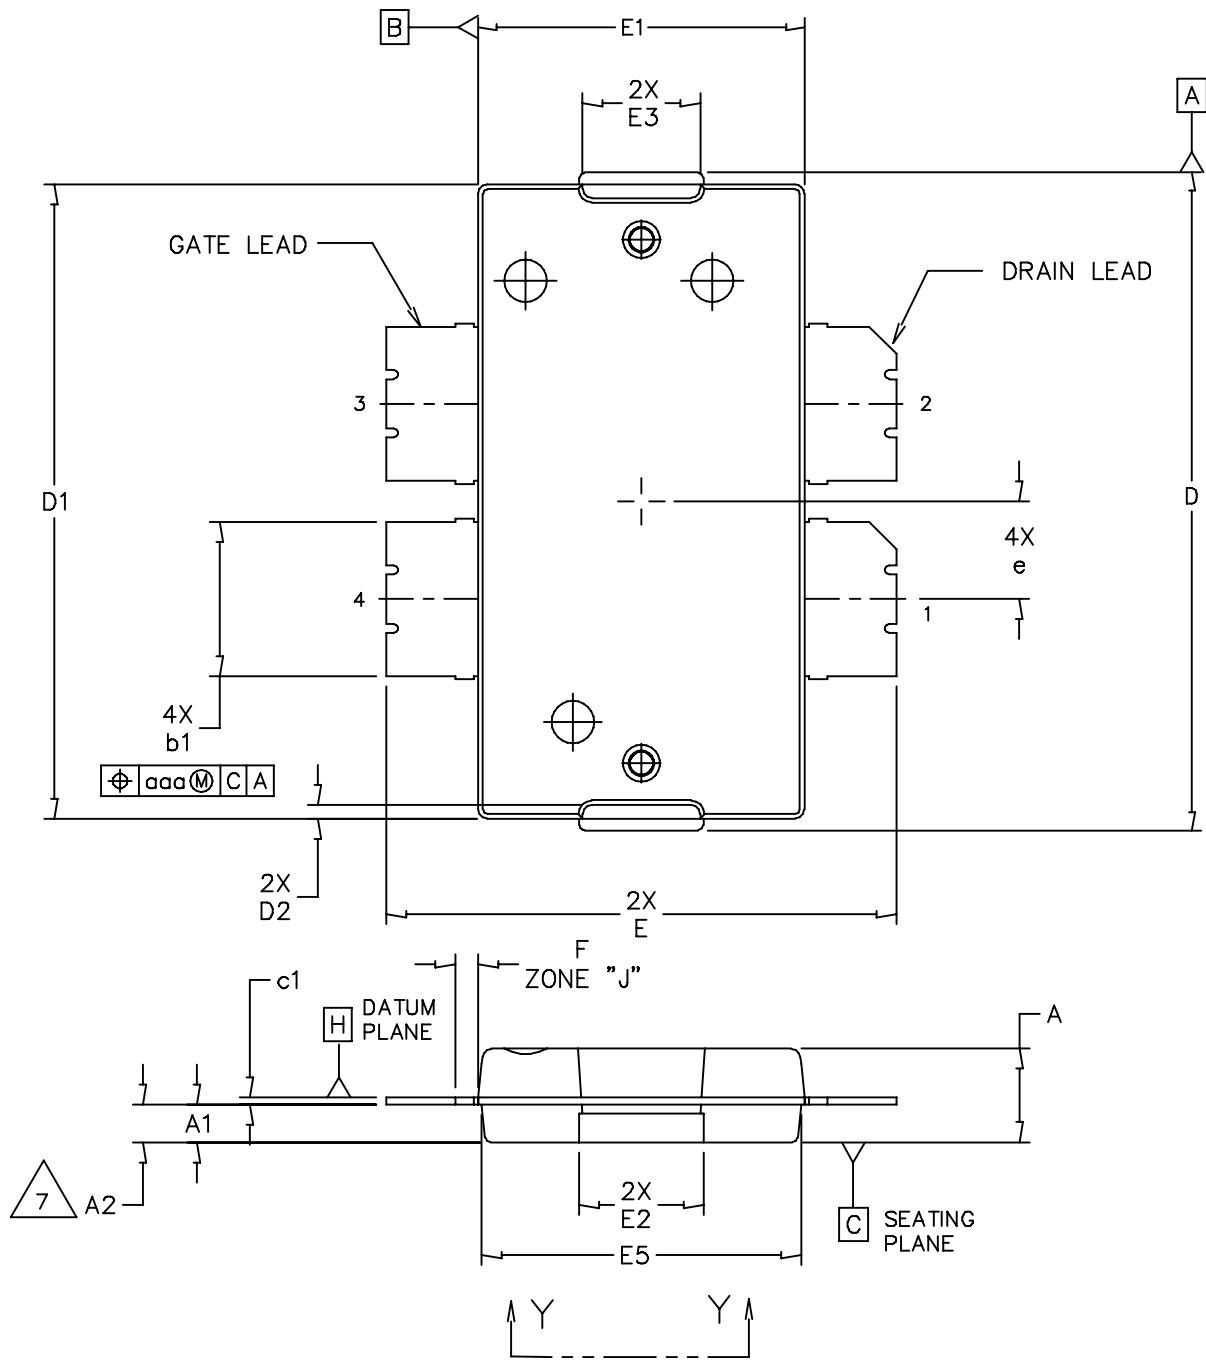 B
E1
2X
E3
A
GATE LEAD
DRAIN LEAD
3
2
D1
D
4X
e
4
1
4X
b1
⌖ aaa Ⓜ C A
2X
D2
2X
E
F
ZONE "J"
c1
H
DATUM
PLANE
A
A1
7
A2
2X
E2
C
SEATING
PLANE
E5
Y
Y